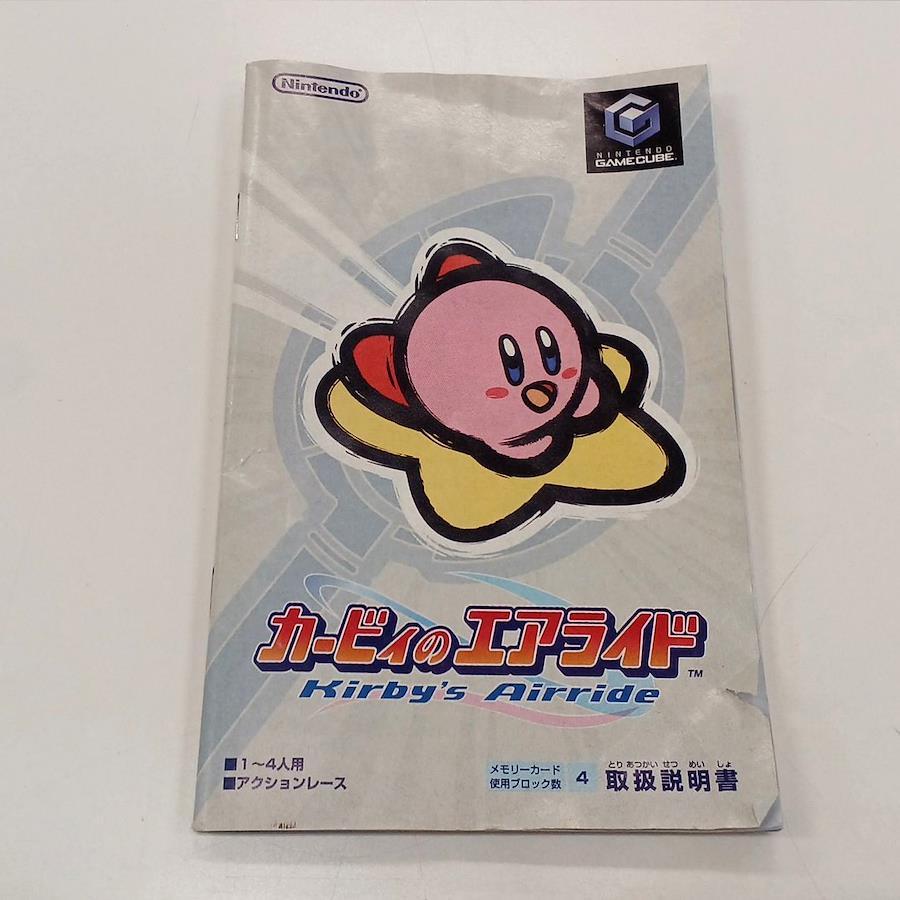 Nintendo
NINTENDO
GAMECUBE
カービィのエアライド™
Kirby's Airride
■1～4人用
■アクションレース
メモリーカード
使用ブロック数
4
とりあつかいせつめいしょ
取扱説明書